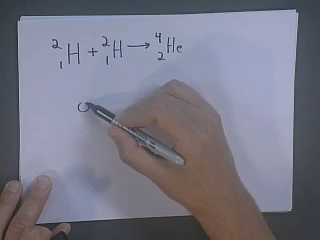 ²₁H + ²₁H → ⁴₂He